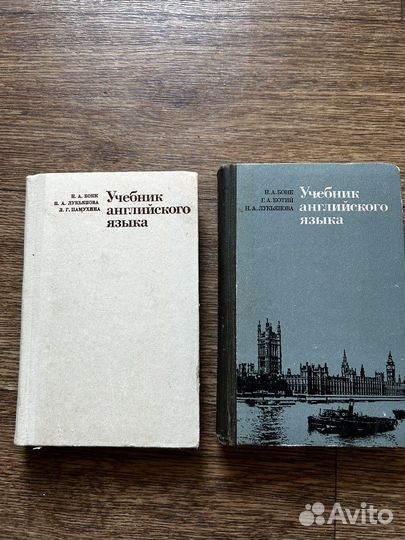 Н. А. БОНК
Н. А. ЛУКЬЯНОВА
Л. Г. ПАМУХИНА
Учебник
английского
языка
Н. А. БОНК
Г. А. КОТИЙ
Н. А. ЛУКЬЯНОВА
Учебник
английского
языка
Avito